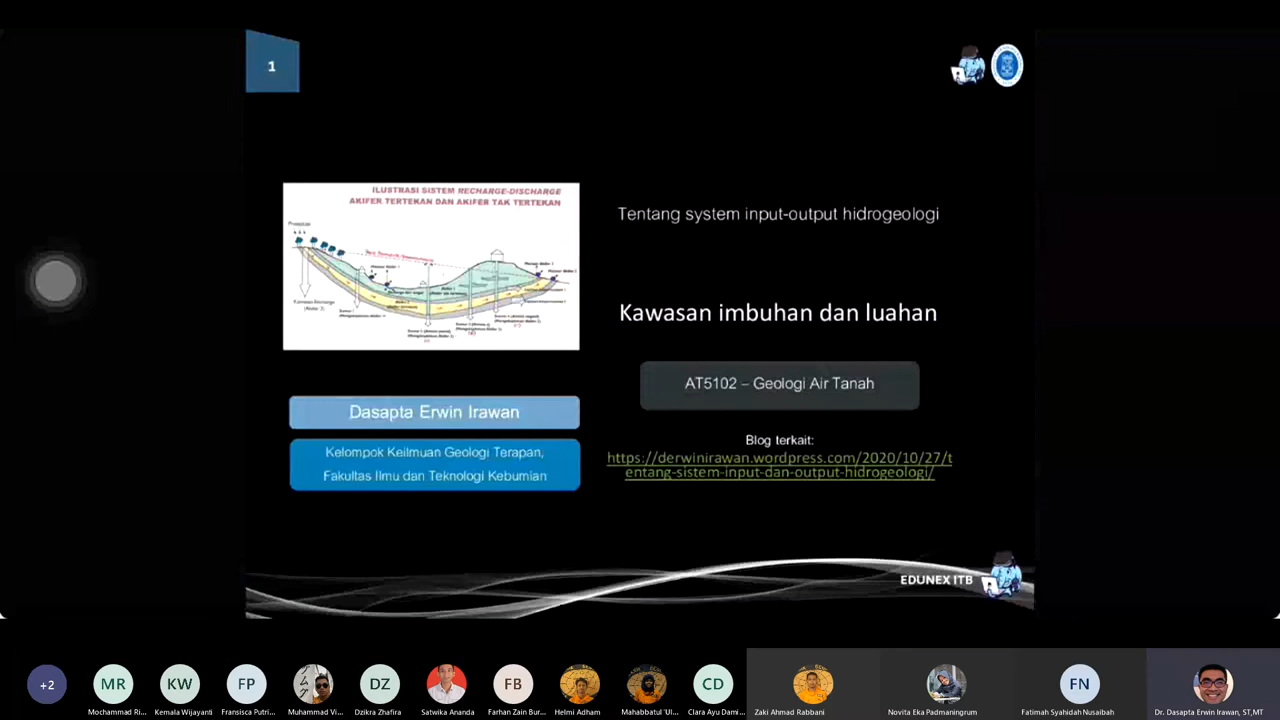 1
ILUSTRASI SISTEM RECHARGE-DISCHARGE
AKIFER TERTEKAN DAN AKIFER TAK TERTEKAN
Tentang system input-output hidrogeologi
Kawasan imbuhan dan luahan
AT5102 – Geologi Air Tanah
Dasapta Erwin Irawan
Kelompok Keilmuan Geologi Terapan,
Fakultas Ilmu dan Teknologi Kebumian
Blog terkait:
https://derwinirawan.wordpress.com/2020/10/27/t
entang-sistem-input-dan-output-hidrogeologi/
EDUNEX ITB
+2
MR
KW
FP
DZ
FB
CD
FN
Mochammad Ri...
Kemala Wijayanti
Fransisca Putri...
Muhammad Vi...
Dzikra Zhafira
Satwika Ananda
Farhan Zain Bur...
Helmi Adham
Mahabbatul 'Ul...
Clara Ayu Dami...
Zaki Ahmad Rabbani
Novita Eka Padmaningrum
Fatimah Syahidah Nusaibah
Dr. Dasapta Erwin Irawan, ST,MT